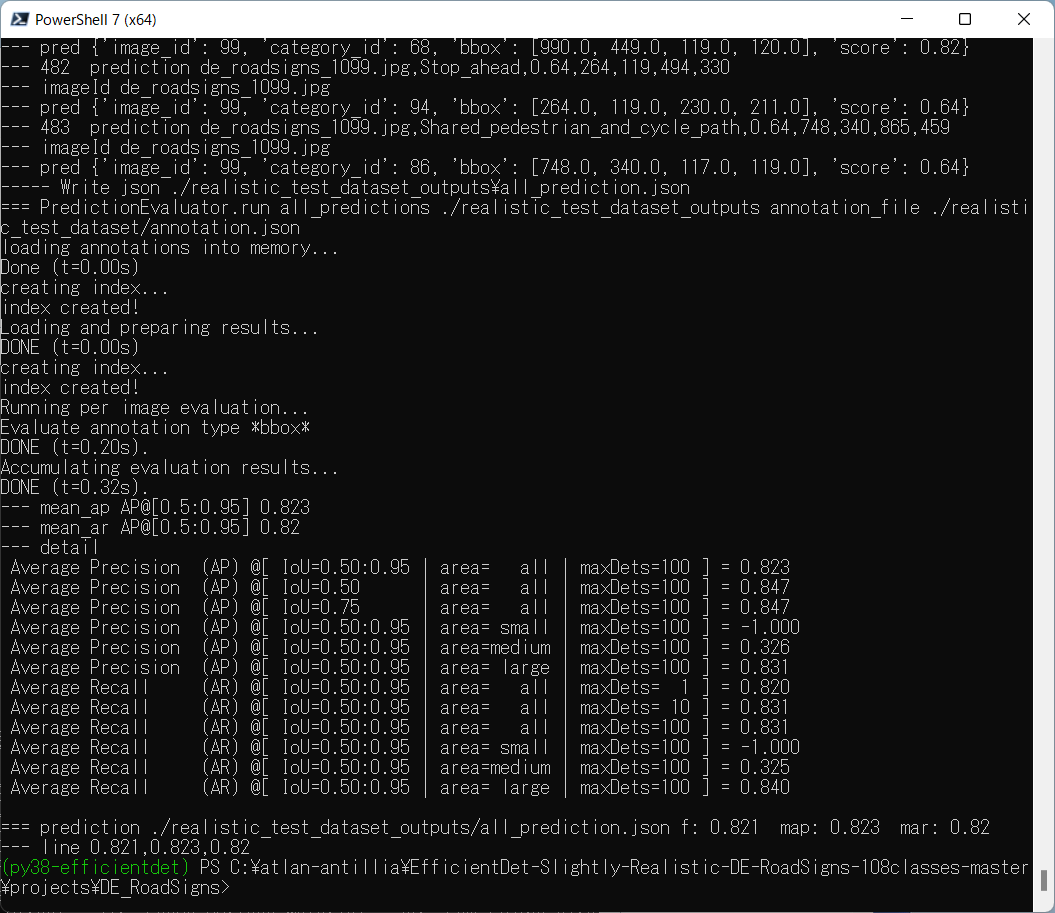 PowerShell 7 (x64)
--- pred {'image_id': 99, 'category_id': 68, 'bbox': [990.0, 449.0, 119.0, 120.0], 'score': 0.82}
--- 482  prediction de_roadsigns_1099.jpg,Stop_ahead,0.64,264,119,494,330
--- imageId de_roadsigns_1099.jpg
--- pred {'image_id': 99, 'category_id': 94, 'bbox': [264.0, 119.0, 230.0, 211.0], 'score': 0.64}
--- 483  prediction de_roadsigns_1099.jpg,Shared_pedestrian_and_cycle_path,0.64,748,340,865,459
--- imageId de_roadsigns_1099.jpg
--- pred {'image_id': 99, 'category_id': 86, 'bbox': [748.0, 340.0, 117.0, 119.0], 'score': 0.64}
----- Write json ./realistic_test_dataset_outputs¥all_prediction.json
=== PredictionEvaluator.run all_predictions ./realistic_test_dataset_outputs annotation_file ./realisti
c_test_dataset/annotation.json
loading annotations into memory...
Done (t=0.00s)
creating index...
index created!
Loading and preparing results...
DONE (t=0.00s)
creating index...
index created!
Running per image evaluation...
Evaluate annotation type *bbox*
DONE (t=0.20s).
Accumulating evaluation results...
DONE (t=0.32s).
--- mean_ap AP@[0.5:0.95] 0.823
--- mean_ar AP@[0.5:0.95] 0.82
--- detail
 Average Precision  (AP) @[ IoU=0.50:0.95 | area=   all | maxDets=100 ] = 0.823
 Average Precision  (AP) @[ IoU=0.50      | area=   all | maxDets=100 ] = 0.847
 Average Precision  (AP) @[ IoU=0.75      | area=   all | maxDets=100 ] = 0.847
 Average Precision  (AP) @[ IoU=0.50:0.95 | area= small | maxDets=100 ] = -1.000
 Average Precision  (AP) @[ IoU=0.50:0.95 | area=medium | maxDets=100 ] = 0.326
 Average Precision  (AP) @[ IoU=0.50:0.95 | area= large | maxDets=100 ] = 0.831
 Average Recall     (AR) @[ IoU=0.50:0.95 | area=   all | maxDets=  1 ] = 0.820
 Average Recall     (AR) @[ IoU=0.50:0.95 | area=   all | maxDets= 10 ] = 0.831
 Average Recall     (AR) @[ IoU=0.50:0.95 | area=   all | maxDets=100 ] = 0.831
 Average Recall     (AR) @[ IoU=0.50:0.95 | area= small | maxDets=100 ] = -1.000
 Average Recall     (AR) @[ IoU=0.50:0.95 | area=medium | maxDets=100 ] = 0.325
 Average Recall     (AR) @[ IoU=0.50:0.95 | area= large | maxDets=100 ] = 0.840
=== prediction ./realistic_test_dataset_outputs/all_prediction.json f: 0.821  map: 0.823  mar: 0.82
--- line 0.821,0.823,0.82
(py38-efficientdet) PS C:¥atlan-antillia¥EfficientDet-Slightly-Realistic-DE-RoadSigns-108classes-master
¥projects¥DE_RoadSigns>